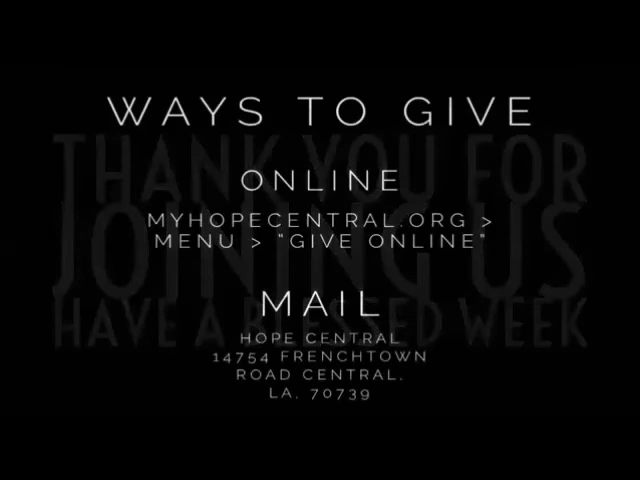 WAYS TO GIVE
THANK YOU FOR
JOINING US
HAVE A BLESSED WEEK
ONLINE
MYHOPECENTRAL.ORG >
MENU > "GIVE ONLINE"
MAIL
HOPE CENTRAL
14754 FRENCHTOWN
ROAD CENTRAL,
LA, 70739